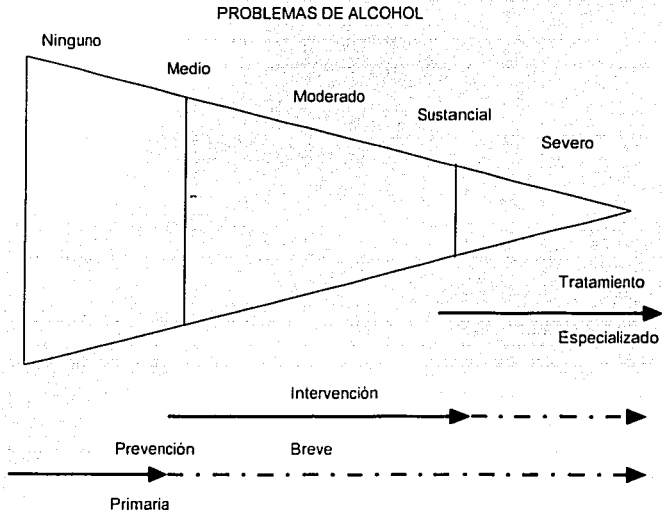 PROBLEMAS DE ALCOHOL
Ninguno
Medio
Moderado
Sustancial
Severo
Tratamiento
Especializado
Intervención
Breve
Prevención
Primaria